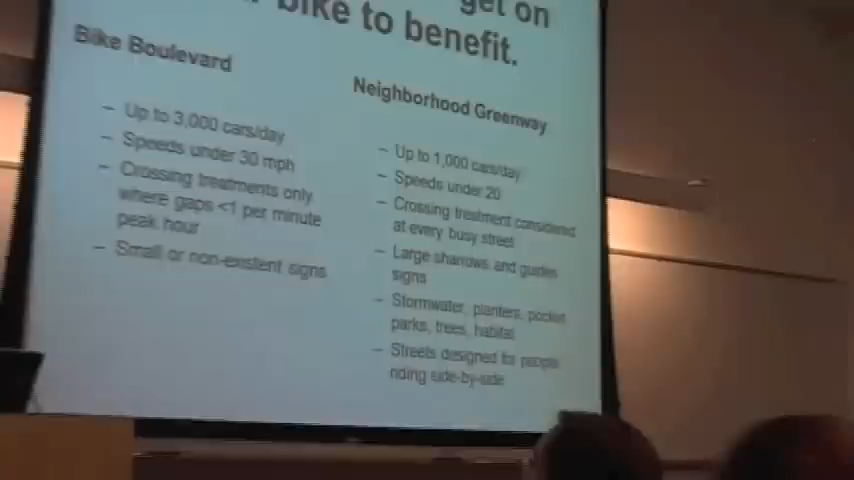 get on
bike to benefit.
Bike Boulevard
– Up to 3,000 cars/day
– Speeds under 30 mph
– Crossing treatments only
where gaps <1 per minute
peak hour
– Small or non-existent signs
Neighborhood Greenway
– Up to 1,000 cars/day
– Speeds under 20
– Crossing treatment considered
at every busy street
– Large sharrows and guides
signs
– Stormwater, planters, pocket
parks, trees, habitat
– Streets designed for people
riding side-by-side